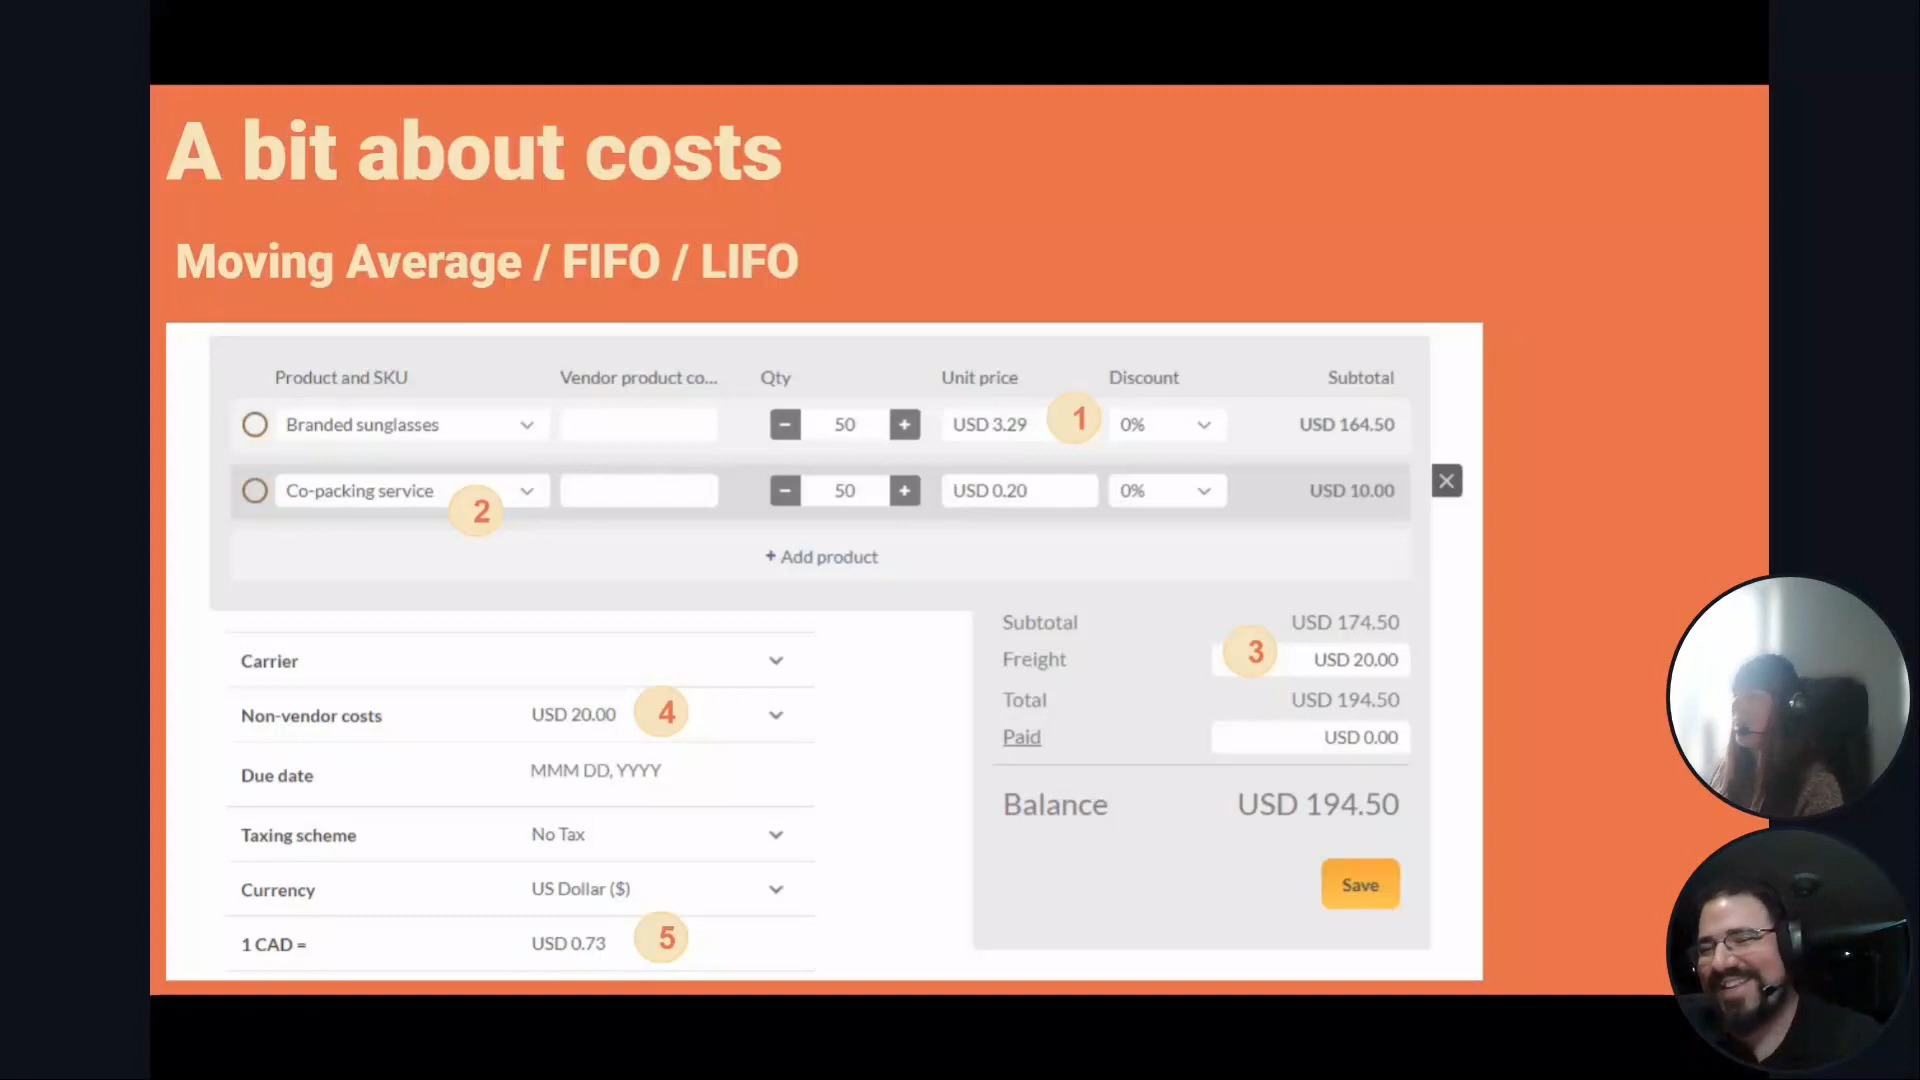 A bit about costs
Moving Average / FIFO / LIFO
Product and SKU Vendor product co... Qty Unit price Discount Subtotal
Branded sunglasses − 50 + USD 3.29 1 0% USD 164.50
Co-packing service 2 − 50 + USD 0.20 0% USD 10.00
+ Add product
Subtotal USD 174.50
Freight 3 USD 20.00
Total USD 194.50
Paid USD 0.00
Balance USD 194.50
Save
Carrier
Non-vendor costs USD 20.00 4
Due date MMM DD, YYYY
Taxing scheme No Tax
Currency US Dollar ($)
1 CAD = USD 0.73 5